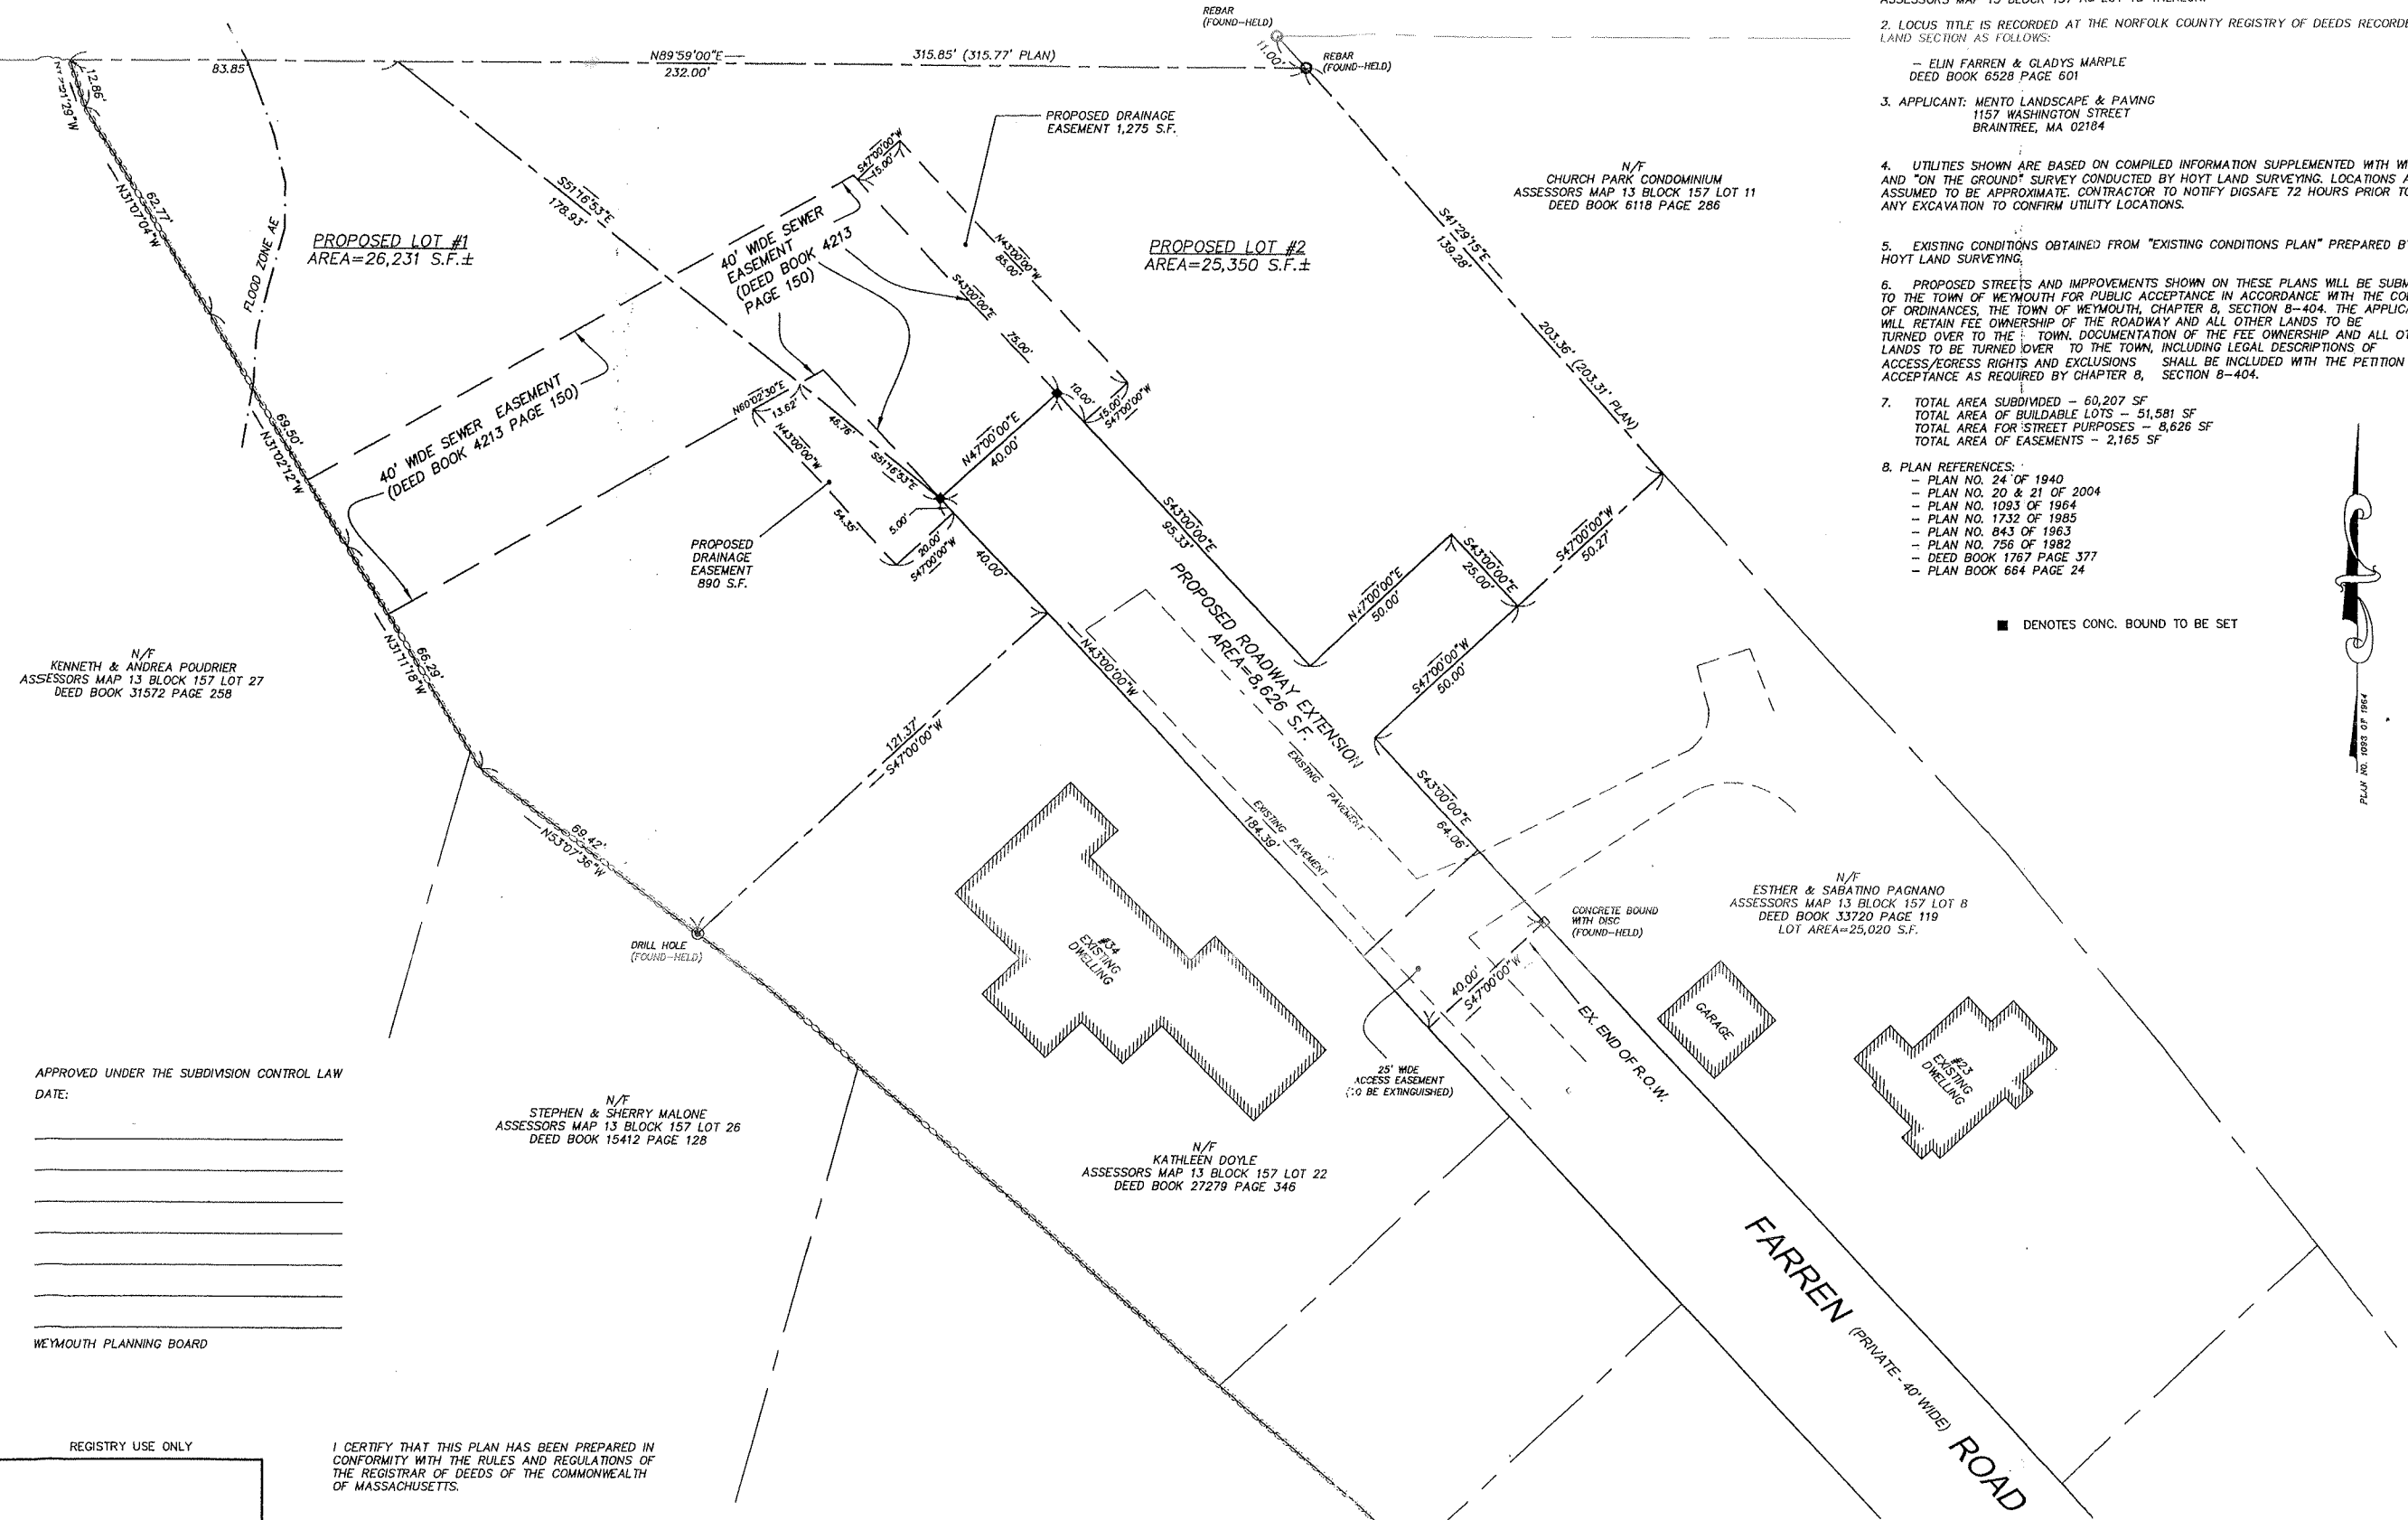 REBAR
(FOUND-HELD)
11.00'
REBAR
(FOUND-HELD)
83.85'
N89°59'00"E
232.00'
315.85' (315.77' PLAN)
12.86'
62.77'
N31°07'04"W
FLOOD ZONE AE
PROPOSED LOT #1
AREA=26,231 S.F.±
S51°16'53"E
178.93'
40' WIDE SEWER
EASEMENT
(DEED BOOK 4213
PAGE 150)
S47°00'00"W
15.00'
PROPOSED DRAINAGE
EASEMENT 1,275 S.F.
N43°00'00"W
85.00'
S43°00'00"E
75.00'
PROPOSED LOT #2
AREA=25,350 S.F.±
N/F
CHURCH PARK CONDOMINIUM
ASSESSORS MAP 13 BLOCK 157 LOT 11
DEED BOOK 6118 PAGE 286
S41°29'15"E
139.28'
203.36' (203.31' PLAN)
69.50'
N31°02'12"W
40' WIDE SEWER EASEMENT
(DEED BOOK 4213 PAGE 150)
N60°02'30"E
13.62'
46.76'
S51°16'53"E
N43°00'00"W
54.35'
5.00'
20.00'
S47°00'00"W
40.00'
PROPOSED
DRAINAGE
EASEMENT
890 S.F.
N47°00'00"E
40.00'
10.00'
15.00'
S47°00'00"W
S43°00'00"E
95.33'
N47°00'00"E
50.00'
S43°00'00"E
25.00'
S47°00'00"W
50.27'
S47°00'00"W
50.00'
PROPOSED ROADWAY EXTENSION
AREA=8,626 S.F.
N43°00'00"W
184.39'
EXISTING PAVEMENT
EXISTING PAVEMENT
S43°00'00"E
64.06'
66.29'
N31°11'18"W
N/F
KENNETH & ANDREA POUDRIER
ASSESSORS MAP 13 BLOCK 157 LOT 27
DEED BOOK 31572 PAGE 258
121.37'
S47°00'00"W
69.42'
N53°07'36"W
DRILL HOLE
(FOUND-HELD)
#34
EXISTING
DWELLING
CONCRETE BOUND
WITH DISC
(FOUND-HELD)
N/F
ESTHER & SABATINO PAGNANO
ASSESSORS MAP 13 BLOCK 157 LOT 8
DEED BOOK 33720 PAGE 119
LOT AREA=25,020 S.F.
40.00'
S47°00'00"W
EX. END OF R.O.W.
GARAGE
#23
EXISTING
DWELLING
25' WIDE
ACCESS EASEMENT
BE EXTINGUISHED)
N/F
STEPHEN & SHERRY MALONE
ASSESSORS MAP 13 BLOCK 157 LOT 26
DEED BOOK 15412 PAGE 128
N/F
KATHLEEN DOYLE
ASSESSORS MAP 13 BLOCK 157 LOT 22
DEED BOOK 27279 PAGE 346
FARREN (PRIVATE - 40' WIDE) ROAD
APPROVED UNDER THE SUBDIVISION CONTROL LAW
DATE:
WEYMOUTH PLANNING BOARD
REGISTRY USE ONLY
I CERTIFY THAT THIS PLAN HAS BEEN PREPARED IN
CONFORMITY WITH THE RULES AND REGULATIONS OF
THE REGISTRAR OF DEEDS OF THE COMMONWEALTH
OF MASSACHUSETTS.
2. LOCUS TITLE IS RECORDED AT THE NORFOLK COUNTY REGISTRY OF DEEDS RECORDE
LAND SECTION AS FOLLOWS:
- ELIN FARREN & GLADYS MARPLE
DEED BOOK 6528 PAGE 601
3. APPLICANT: MENTO LANDSCAPE & PAVING
1157 WASHINGTON STREET
BRAINTREE, MA 02184
4. UTILITIES SHOWN ARE BASED ON COMPILED INFORMATION SUPPLEMENTED WITH WI
AND "ON THE GROUND" SURVEY CONDUCTED BY HOYT LAND SURVEYING. LOCATIONS A
ASSUMED TO BE APPROXIMATE. CONTRACTOR TO NOTIFY DIGSAFE 72 HOURS PRIOR TO
ANY EXCAVATION TO CONFIRM UTILITY LOCATIONS.
5. EXISTING CONDITIONS OBTAINED FROM "EXISTING CONDITIONS PLAN" PREPARED B
HOYT LAND SURVEYING.
6. PROPOSED STREETS AND IMPROVEMENTS SHOWN ON THESE PLANS WILL BE SUBM
TO THE TOWN OF WEYMOUTH FOR PUBLIC ACCEPTANCE IN ACCORDANCE WITH THE CO
OF ORDINANCES, THE TOWN OF WEYMOUTH, CHAPTER 8, SECTION 8-404. THE APPLICA
WILL RETAIN FEE OWNERSHIP OF THE ROADWAY AND ALL OTHER LANDS TO BE
TURNED OVER TO THE TOWN. DOCUMENTATION OF THE FEE OWNERSHIP AND ALL OT
LANDS TO BE TURNED OVER TO THE TOWN, INCLUDING LEGAL DESCRIPTIONS OF
ACCESS/EGRESS RIGHTS AND EXCLUSIONS SHALL BE INCLUDED WITH THE PETITION
ACCEPTANCE AS REQUIRED BY CHAPTER 8, SECTION 8-404.
7. TOTAL AREA SUBDIVIDED - 60,207 SF
TOTAL AREA OF BUILDABLE LOTS - 51,581 SF
TOTAL AREA FOR STREET PURPOSES - 8,626 SF
TOTAL AREA OF EASEMENTS - 2,165 SF
8. PLAN REFERENCES:
- PLAN NO. 24 OF 1940
- PLAN NO. 20 & 21 OF 2004
- PLAN NO. 1093 OF 1964
- PLAN NO. 1732 OF 1985
- PLAN NO. 843 OF 1963
- PLAN NO. 756 OF 1982
- DEED BOOK 1767 PAGE 377
- PLAN BOOK 664 PAGE 24
■ DENOTES CONC. BOUND TO BE SET
PLAN NO. 1093 OF 1964